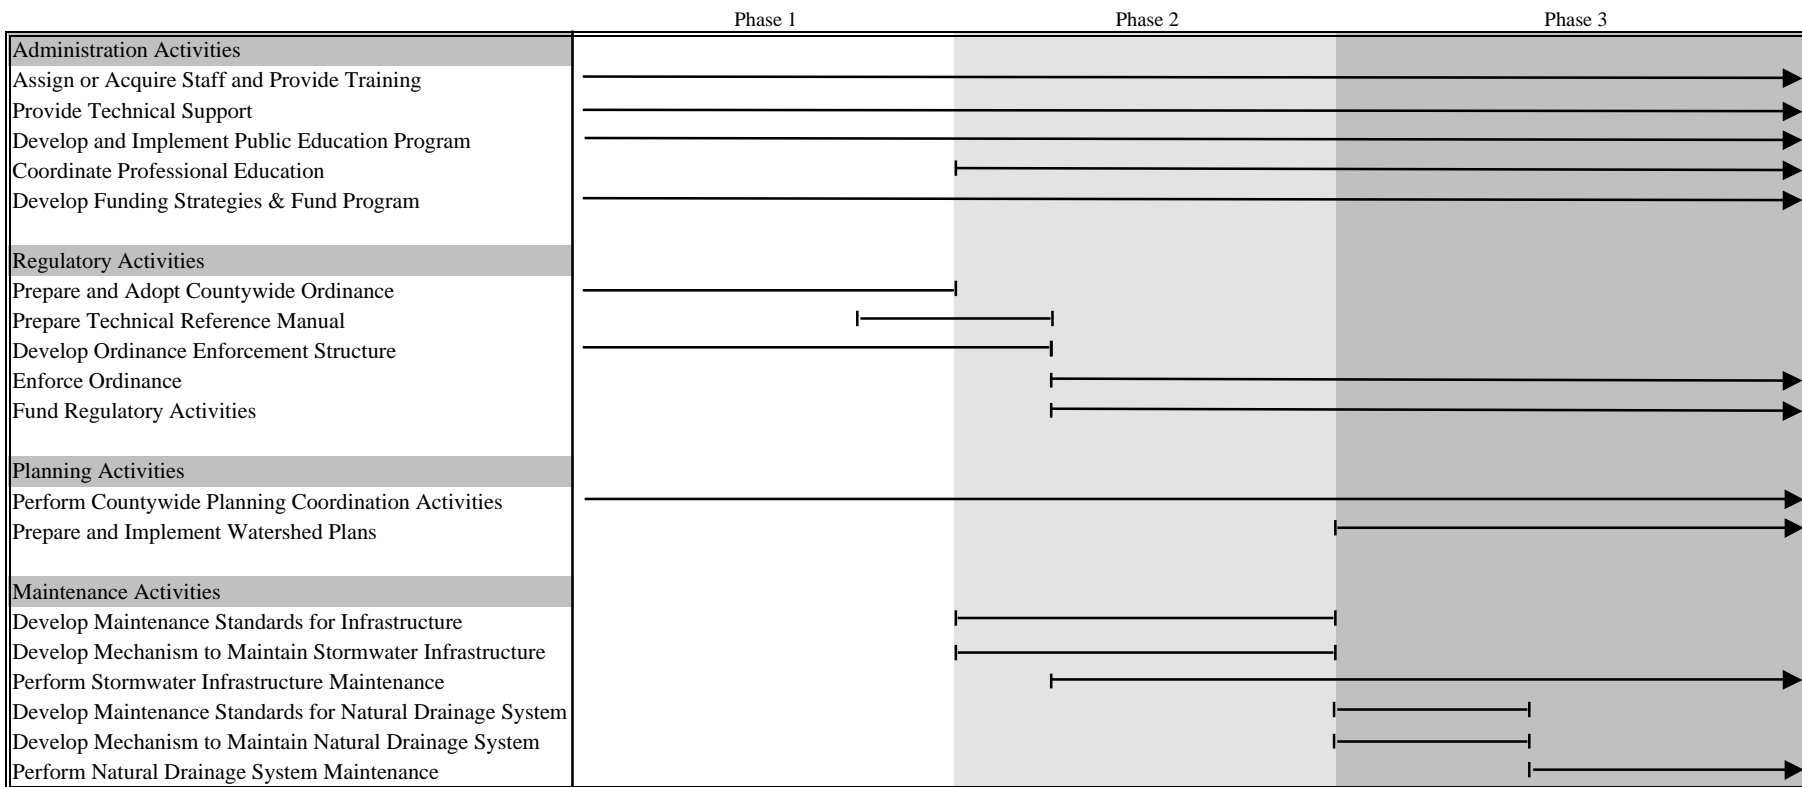 Phase 1 Phase 2 Phase 3
Administration Activities
Assign or Acquire Staff and Provide Training
Provide Technical Support
Develop and Implement Public Education Program
Coordinate Professional Education
Develop Funding Strategies & Fund Program
Regulatory Activities
Prepare and Adopt Countywide Ordinance
Prepare Technical Reference Manual
Develop Ordinance Enforcement Structure
Enforce Ordinance
Fund Regulatory Activities
Planning Activities
Perform Countywide Planning Coordination Activities
Prepare and Implement Watershed Plans
Maintenance Activities
Develop Maintenance Standards for Infrastructure
Develop Mechanism to Maintain Stormwater Infrastructure
Perform Stormwater Infrastructure Maintenance
Develop Maintenance Standards for Natural Drainage System
Develop Mechanism to Maintain Natural Drainage System
Perform Natural Drainage System Maintenance